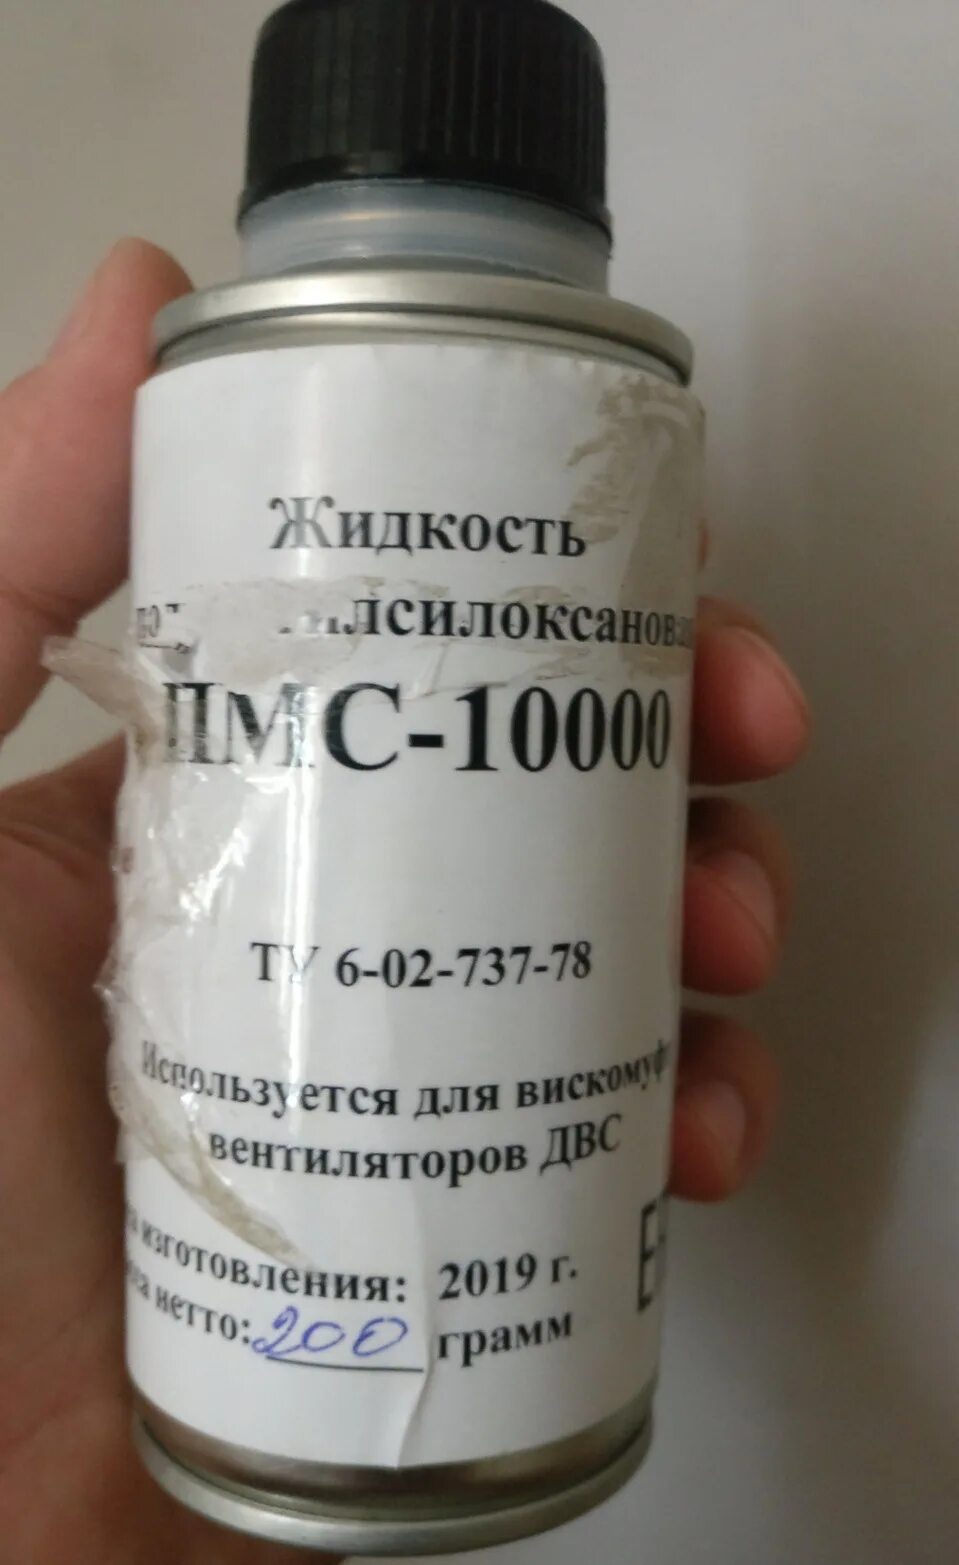 Жидкость
ПМС-10000
ТУ 6-02-737-78
Используется для
вентиляторов ДВС
изготовления: 2019 г.
нетто: 200 грамм